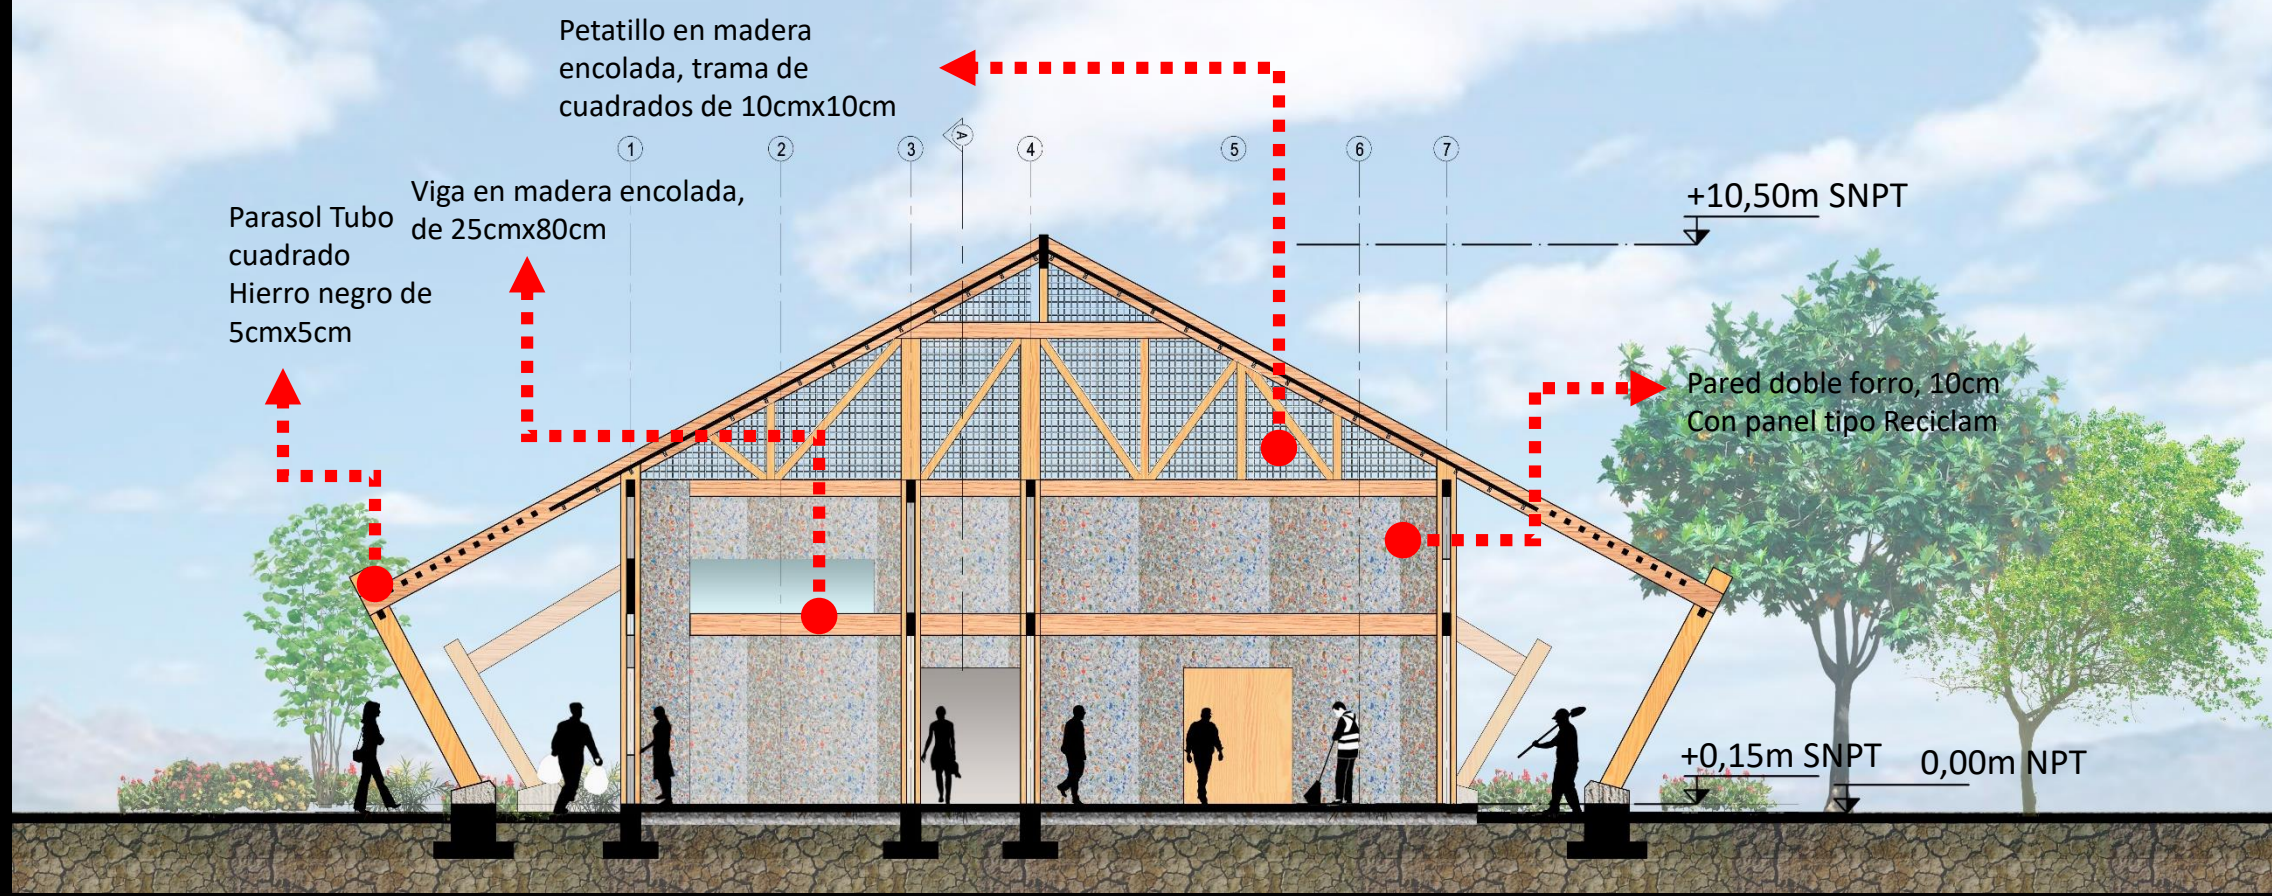 Petatillo en madera
encolada, trama de
cuadrados de 10cmx10cm
A
1
2
3
4
5
6
7
Viga en madera encolada,
de 25cmx80cm
Parasol Tubo
cuadrado
Hierro negro de
5cmx5cm
+10,50m SNPT
Pared doble forro, 10cm
Con panel tipo Reciclam
+0,15m SNPT
0,00m NPT